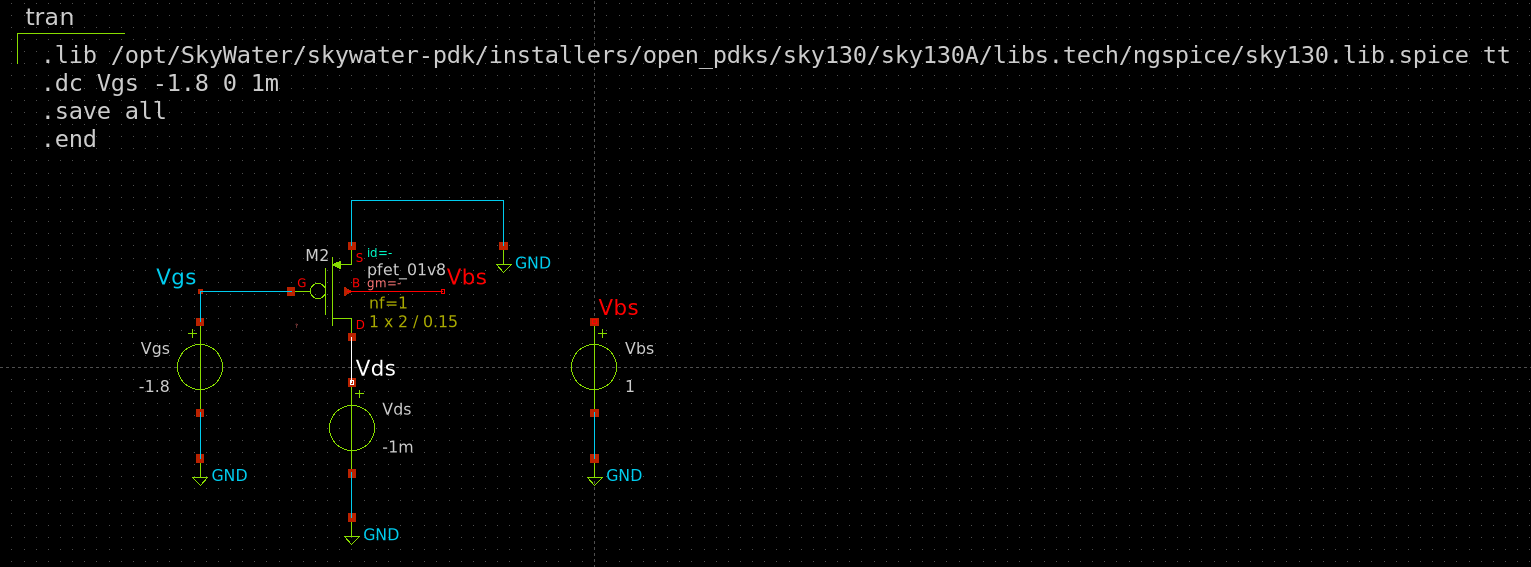 tran
.lib /opt/SkyWater/skywater-pdk/installers/open_pdks/sky130/sky130A/libs.tech/ngspice/sky130.lib.spice tt
.dc Vgs -1.8 0 1m
.save all
.end
M2
S
id=-
pfet_01v8
GND
Vgs
G
B
gm=-
Vbs
nf=1
D
1 x 2 / 0.15
Vbs
+
+
Vgs
-1.8
Vbs
1
Vds
+
Vds
-1m
GND
GND
GND